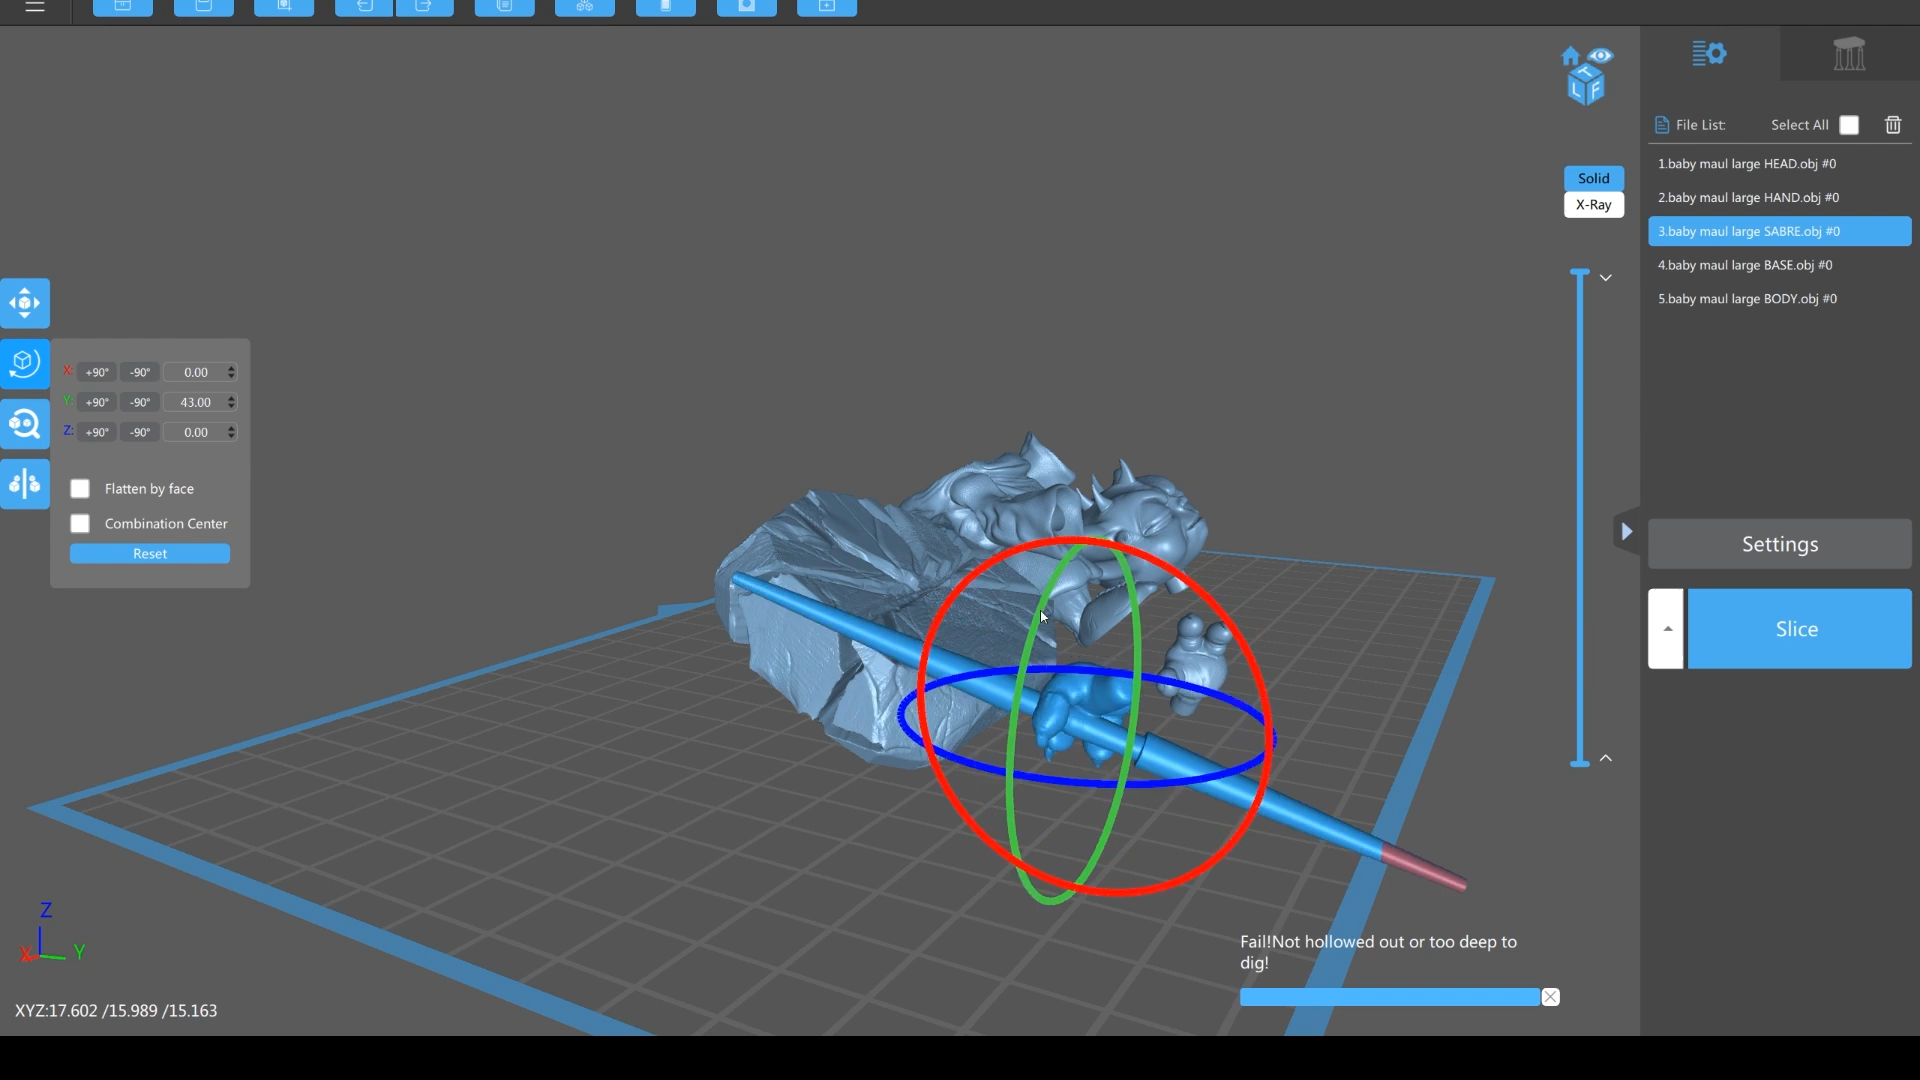 T
L F
File List: Select All
Solid
X-Ray
1.baby maul large HEAD.obj #0
2.baby maul large HAND.obj #0
3.baby maul large SABRE.obj #0
4.baby maul large BASE.obj #0
5.baby maul large BODY.obj #0
X: +90° -90° 0.00
Y: +90° -90° 43.00
Z: +90° -90° 0.00
Flatten by face
Combination Center
Reset
Settings
Slice
Z
X Y
Fail!Not hollowed out or too deep to
dig!
XYZ:17.602 /15.989 /15.163